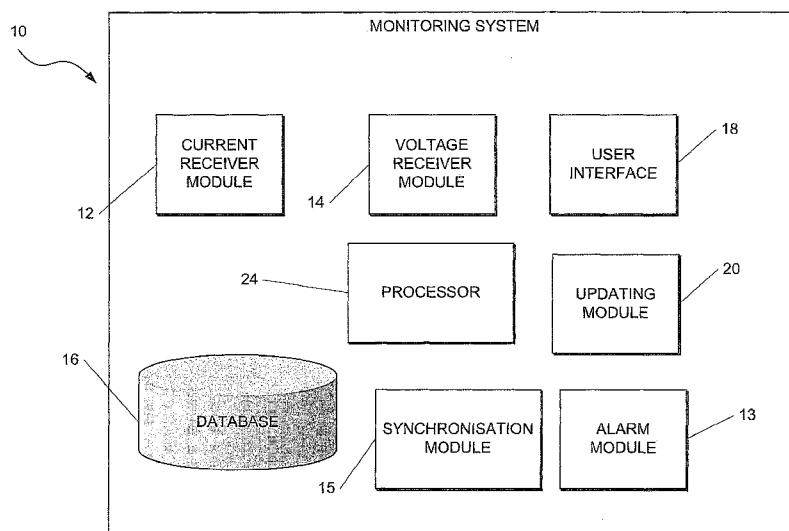 MONITORING SYSTEM
10
CURRENT
RECEIVER
MODULE
12
VOLTAGE
RECEIVER
MODULE
14
USER
INTERFACE
18
24
PROCESSOR
UPDATING
MODULE
20
16
DATABASE
SYNCHRONISATION
MODULE
15
ALARM
MODULE
13